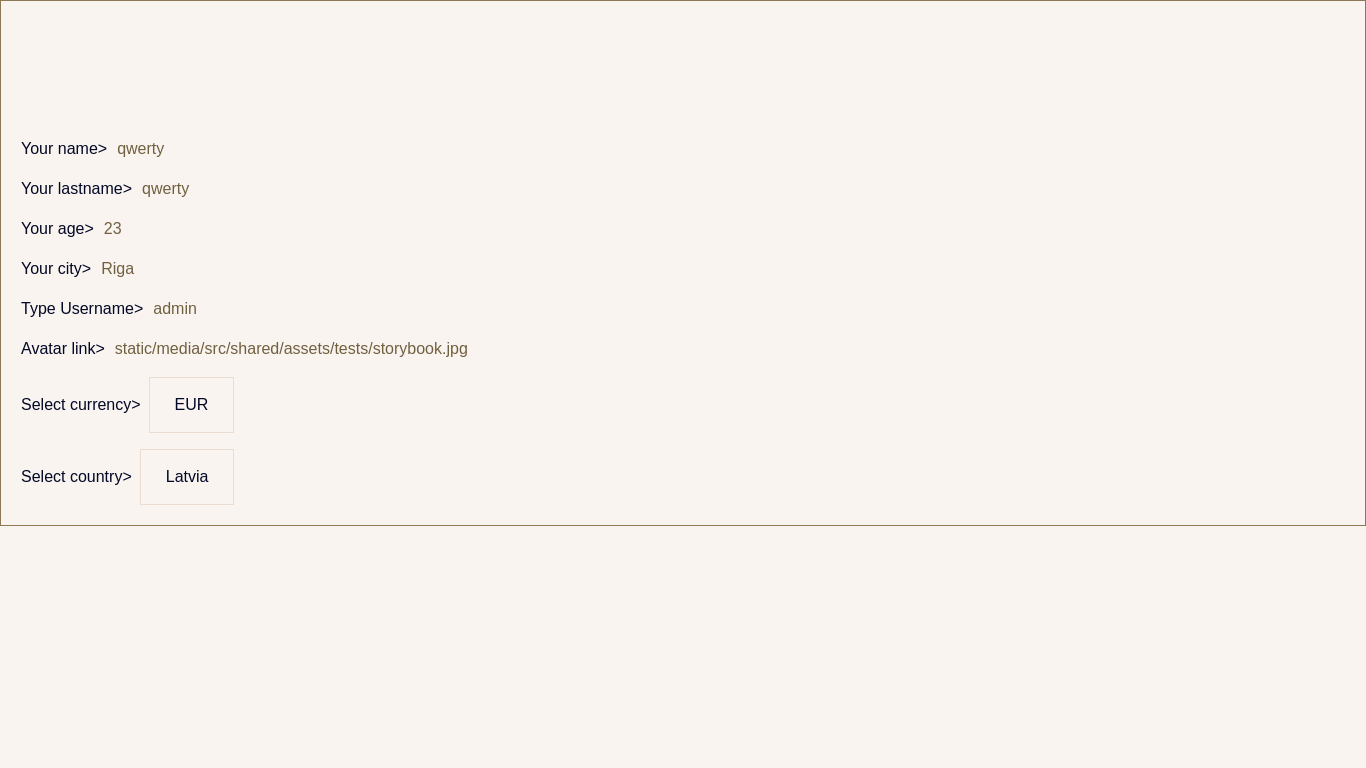 Your name> qwerty
Your lastname> qwerty
Your age> 23
Your city> Riga
Type Username> admin
Avatar link> static/media/src/shared/assets/tests/storybook.jpg
Select currency> EUR
Select country> Latvia